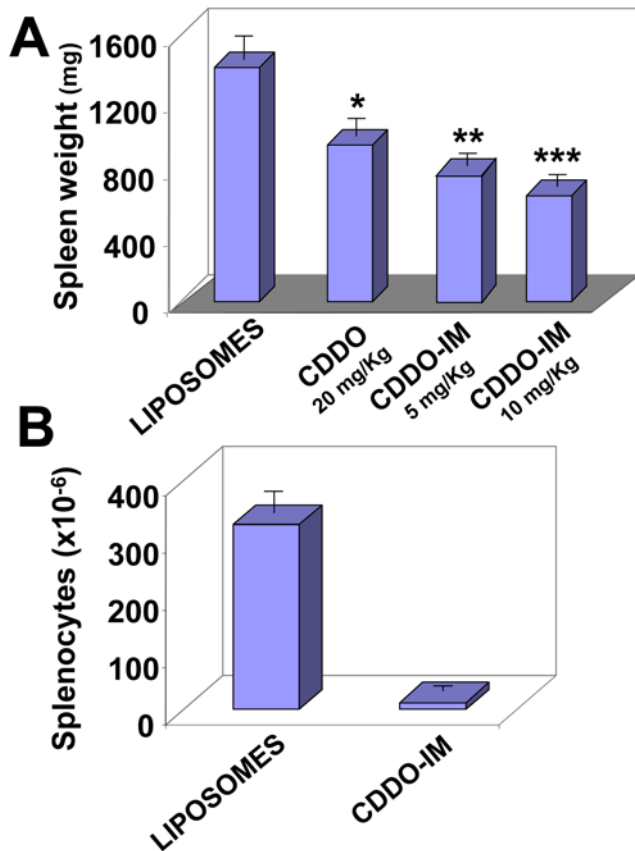 A
Spleen weight (mg)
1600
1200
800
400
0
*
**
***
LIPOSOMES
CDDO
20 mg/Kg
CDDO-IM
5 mg/Kg
CDDO-IM
10 mg/Kg
B
Splenocytes (x10⁻⁶)
400
300
200
100
0
LIPOSOMES
CDDO-IM